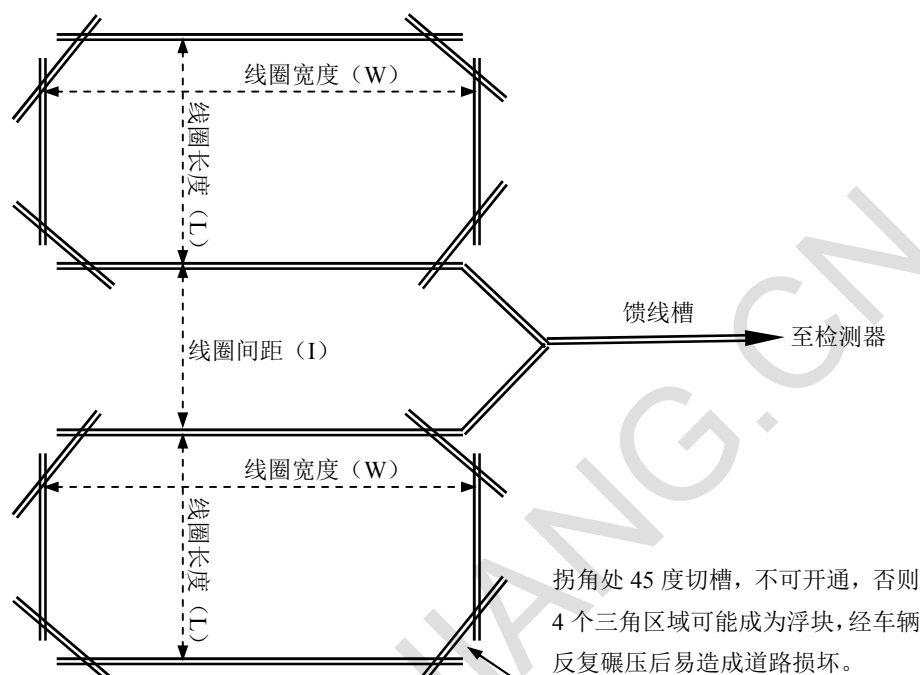 线圈宽度（W）
线圈长度（L）
馈线槽
至检测器
线圈间距（I）
线圈宽度（W）
线圈长度（L）
拐角处 45 度切槽，不可开通，否则
4 个三角区域可能成为浮块，经车辆
反复碾压后易造成道路损坏。
JIANG.CN